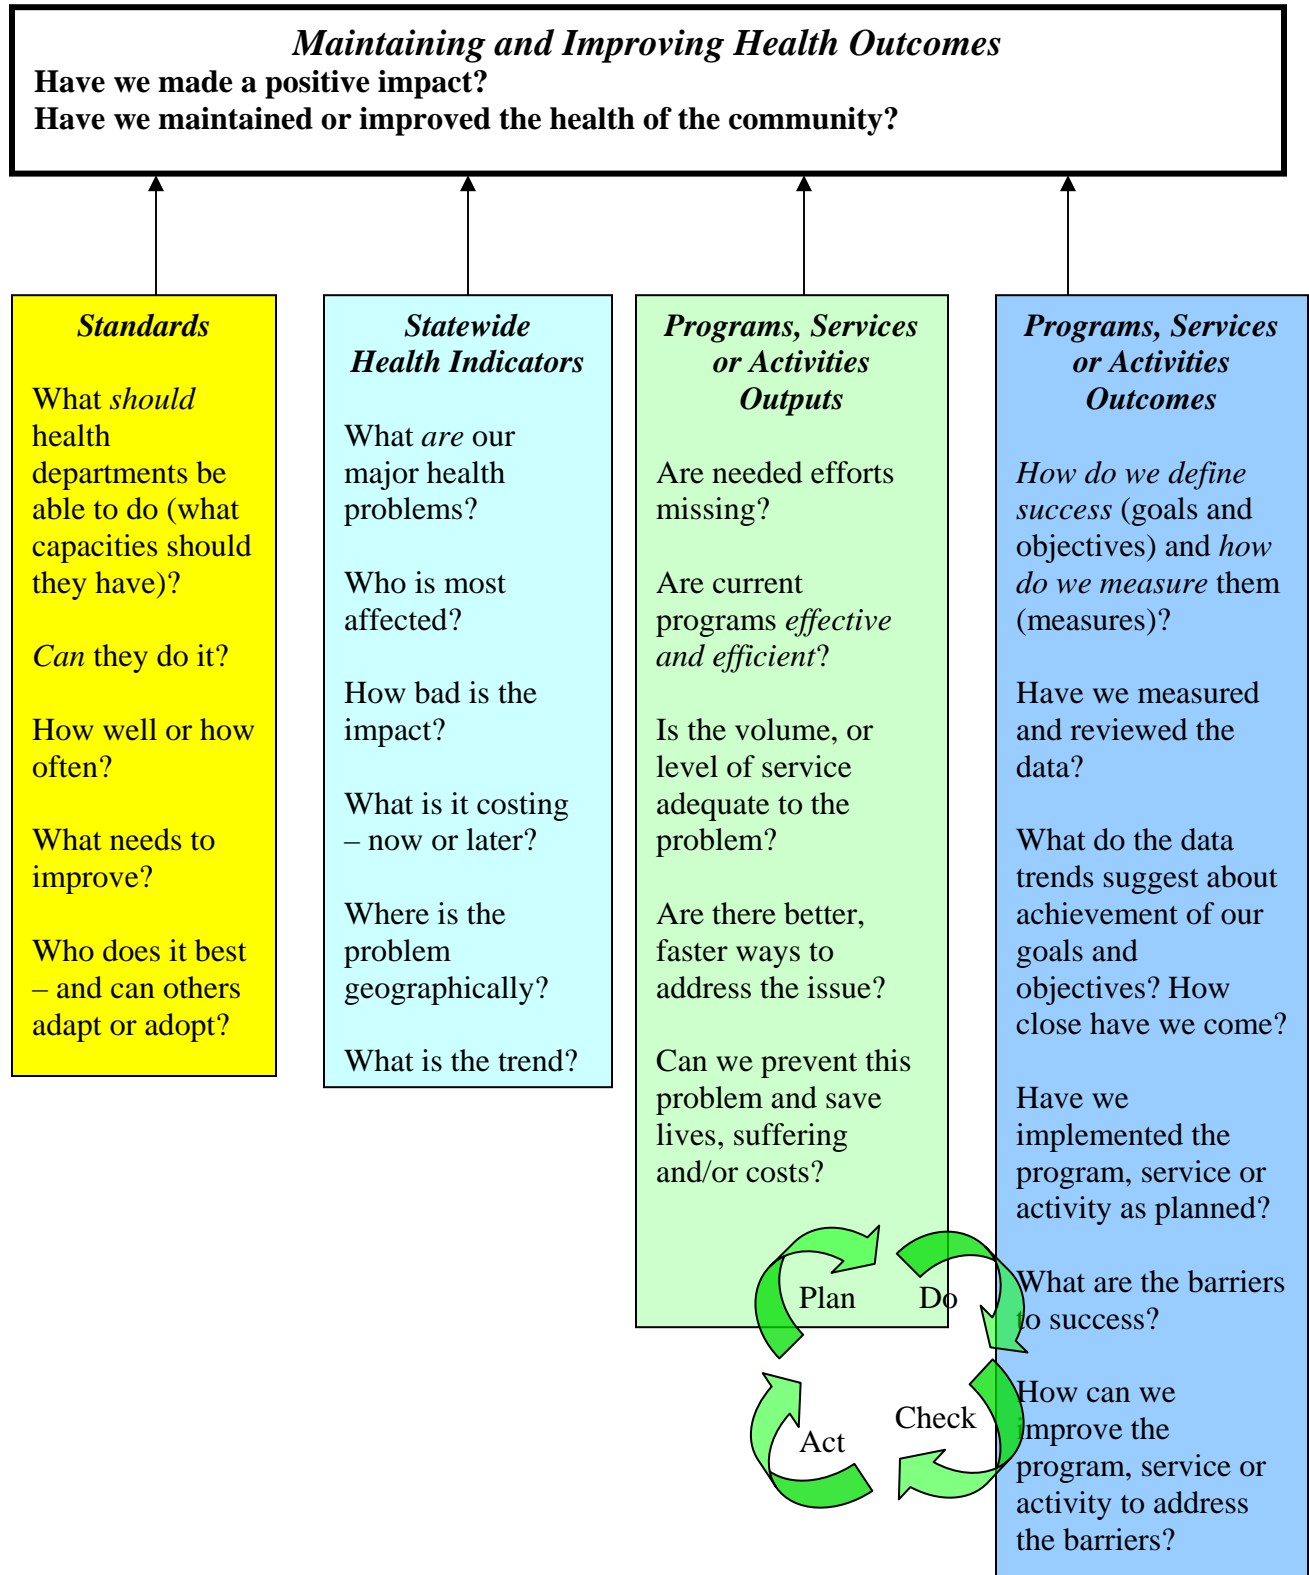 Maintaining and Improving Health Outcomes
Have we made a positive impact?
Have we maintained or improved the health of the community?
Standards
What should
health
departments be
able to do (what
capacities should
they have)?
Can they do it?
How well or how
often?
What needs to
improve?
Who does it best
– and can others
adapt or adopt?
Statewide
Health Indicators
What are our
major health
problems?
Who is most
affected?
How bad is the
impact?
What is it costing
– now or later?
Where is the
problem
geographically?
What is the trend?
Programs, Services
or Activities
Outputs
Are needed efforts
missing?
Are current
programs effective
and efficient?
Is the volume, or
level of service
adequate to the
problem?
Are there better,
faster ways to
address the issue?
Can we prevent this
problem and save
lives, suffering
and/or costs?
Programs, Services
or Activities
Outcomes
How do we define
success (goals and
objectives) and how
do we measure them
(measures)?
Have we measured
and reviewed the
data?
What do the data
trends suggest about
achievement of our
goals and
objectives? How
close have we come?
Have we
implemented the
program, service or
activity as planned?
What are the barriers
to success?
How can we
improve the
program, service or
activity to address
the barriers?
Plan
Do
Check
Act